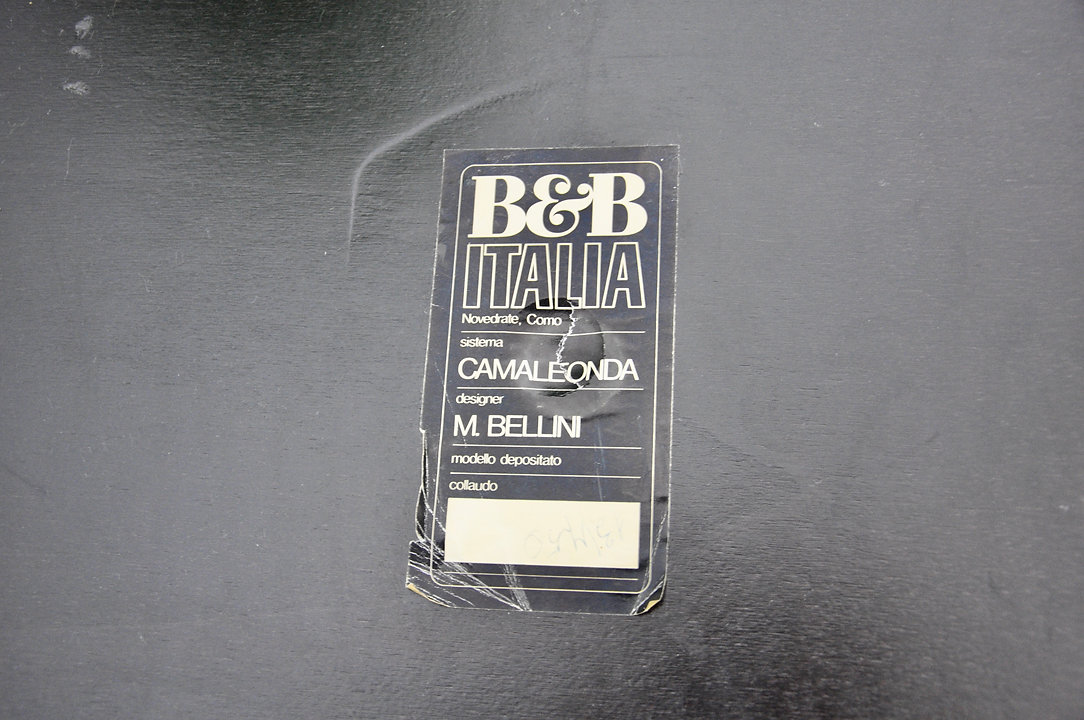 B&B
ITALIA
Novedrate, Como
sistema
CAMALEONDA
designer
M. BELLINI
modello depositato
collaudo